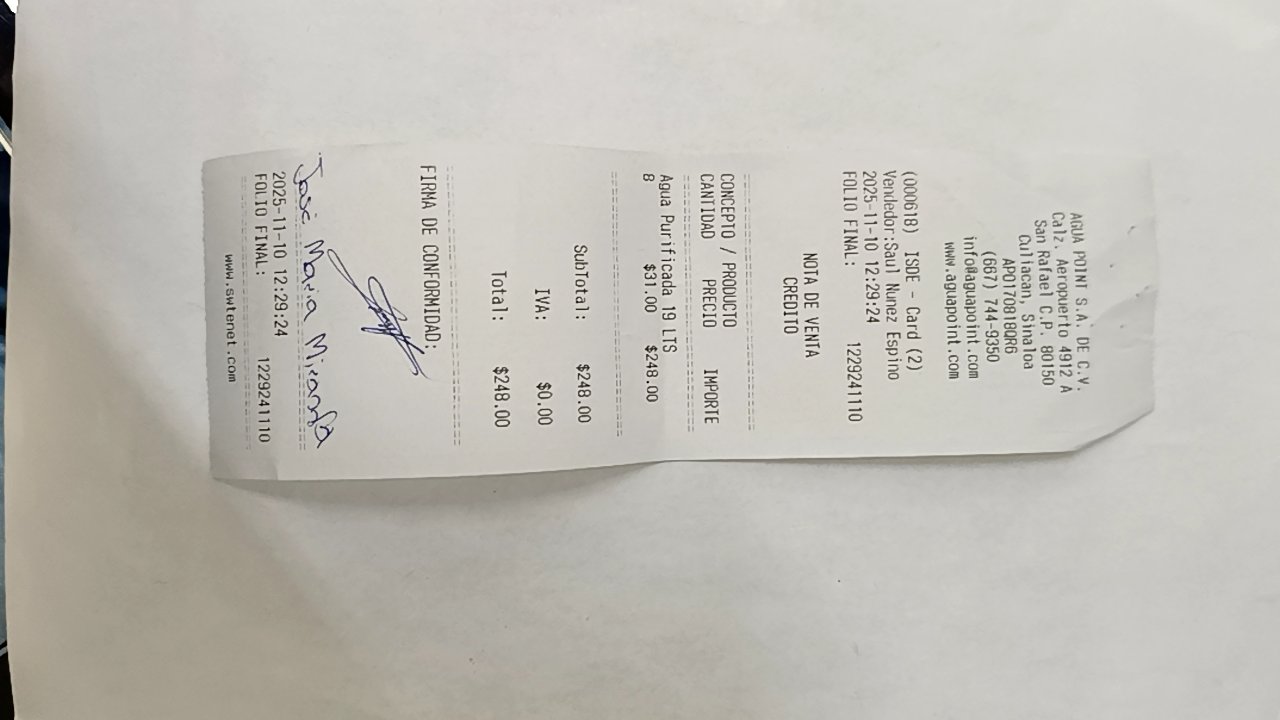 AGUA POINT S.A. DE C.V.
Calz. Aeropuerto 4912 A
San Rafael C.P. 80150
Culiacan, Sinaloa
APO170818QR6
(667) 744-9350
info@aguapoint.com
www.aguapoint.com
(000618) ISDE - Card (2)
Vendedor:Saul Nunez Espino
2025-11-10 12:29:24
FOLIO FINAL: 1229241110
NOTA DE VENTA
CREDITO
CONCEPTO / PRODUCTO
CANTIDAD PRECIO IMPORTE
Agua Purificada 19 LTS
8 $31.00 $248.00
SubTotal: $248.00
IVA: $0.00
Total: $248.00
FIRMA DE CONFORMIDAD:
José Maria Miranda
2025-11-10 12:29:24
FOLIO FINAL: 1229241110
www.swtenet.com